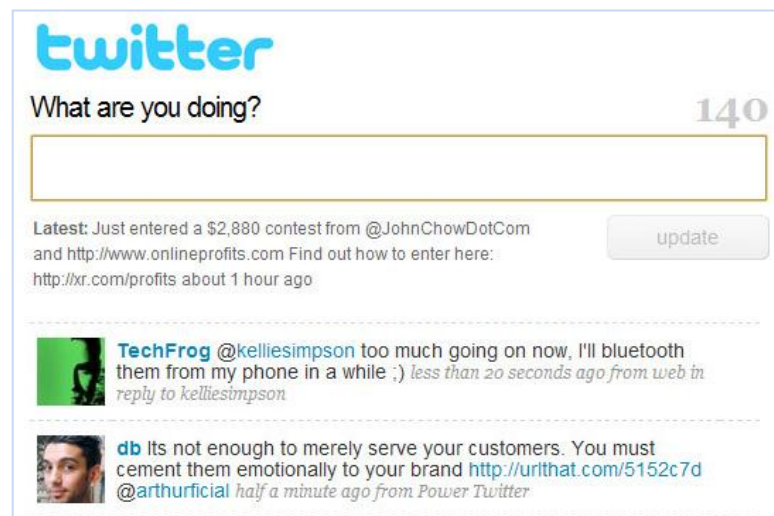 twitter
What are you doing?
140
Latest: Just entered a $2,880 contest from @JohnChowDotCom
and http://www.onlineprofits.com Find out how to enter here:
http://xr.com/profits about 1 hour ago
update
TechFrog @kelliesimpson too much going on now, I'll bluetooth
them from my phone in a while ;) less than 20 seconds ago from web in
reply to kelliesimpson
db Its not enough to merely serve your customers. You must
cement them emotionally to your brand http://urlthat.com/5152c7d
@arthurficial half a minute ago from Power Twitter